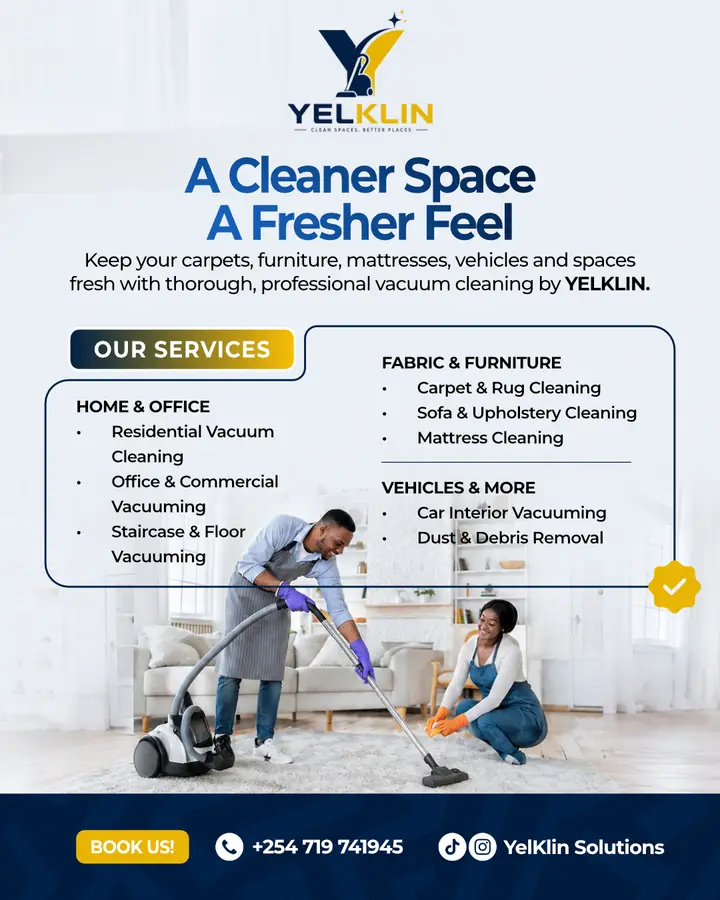 YELKLIN
CLEAN SPACES. BETTER PLACES
A Cleaner Space
A Fresher Feel
Keep your carpets, furniture, mattresses, vehicles and spaces
fresh with thorough, professional vacuum cleaning by YELKLIN.
OUR SERVICES
HOME & OFFICE
• Residential Vacuum
Cleaning
• Office & Commercial
Vacuuming
• Staircase & Floor
Vacuuming
FABRIC & FURNITURE
• Carpet & Rug Cleaning
• Sofa & Upholstery Cleaning
• Mattress Cleaning
VEHICLES & MORE
• Car Interior Vacuuming
• Dust & Debris Removal
BOOK US!
+254 719 741945
YelKlin Solutions